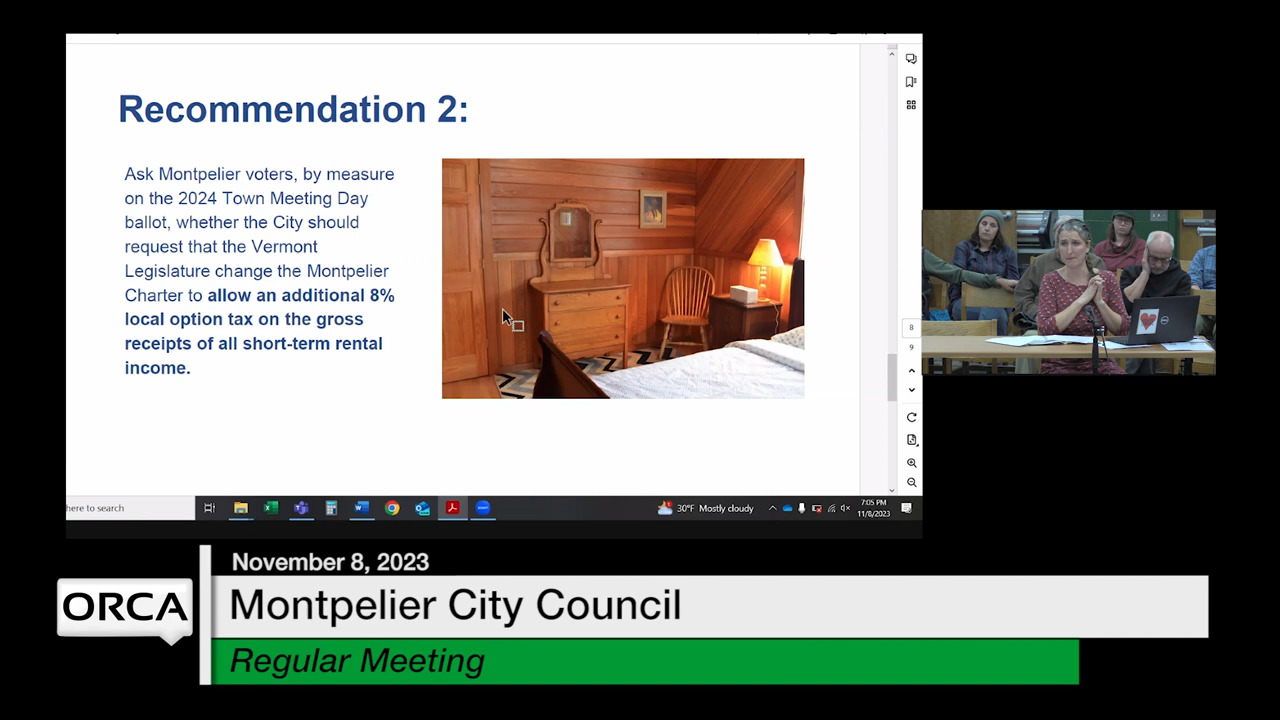 Recommendation 2:
Ask Montpelier voters, by measure
on the 2024 Town Meeting Day
ballot, whether the City should
request that the Vermont
Legislature change the Montpelier
Charter to allow an additional 8%
local option tax on the gross
receipts of all short-term rental
income.
8
9
here to search
30°F Mostly cloudy
7:05 PM
11/8/2023
November 8, 2023
ORCA
Montpelier City Council
Regular Meeting